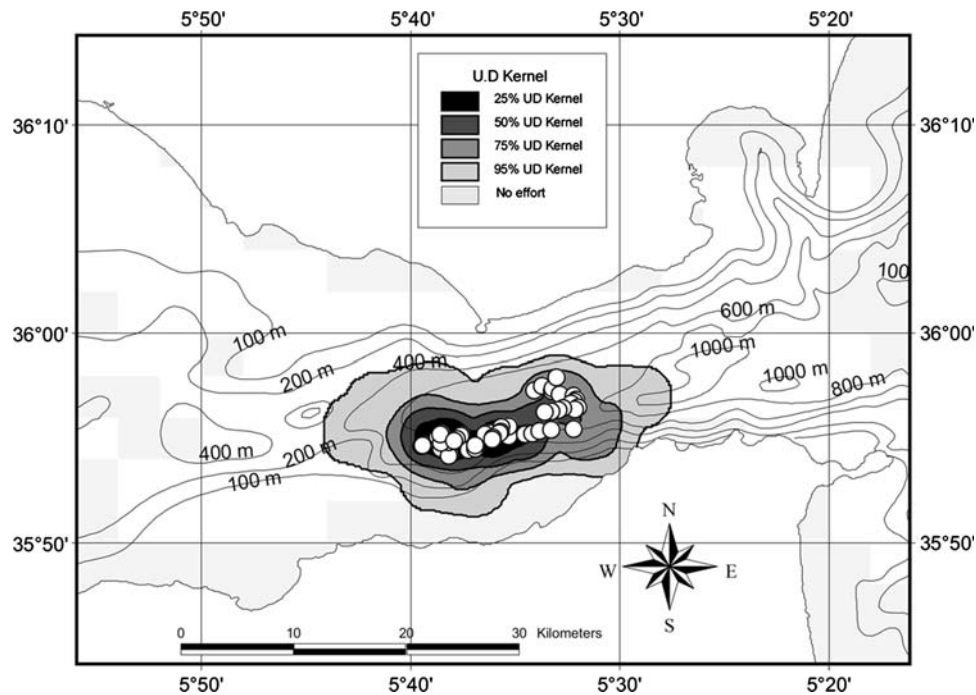 5°50' 5°40' 5°30' 5°20'
U.D Kernel
25% UD Kernel
50% UD Kernel
75% UD Kernel
95% UD Kernel
No effort
36°10' 36°10'
100
600 m
36°00' 36°00'
100 m
200 m
400 m
1000 m
1000 m
800 m
400 m
200 m
100 m
35°50' 35°50'
N
W E
S
0 10 20 30 Kilometers
5°50' 5°40' 5°30' 5°20'